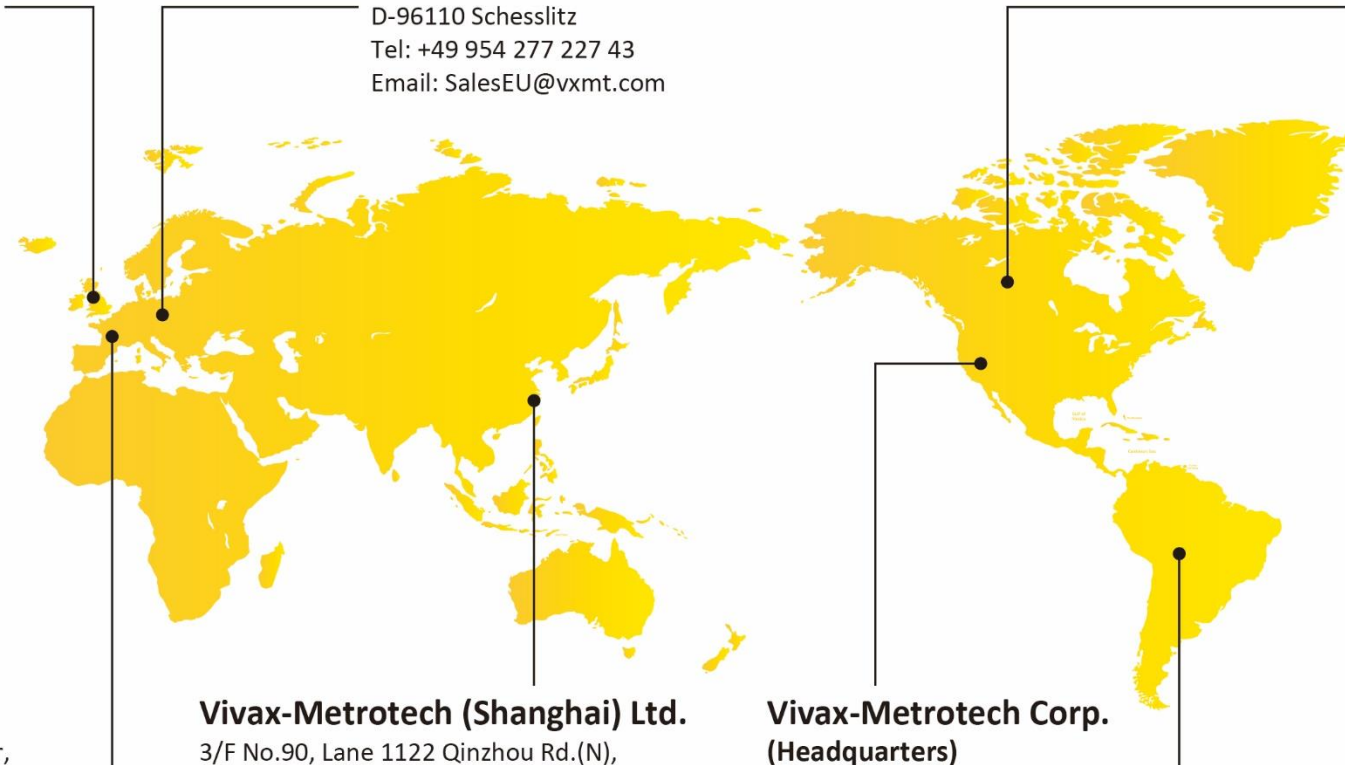 D-96110 Schesslitz
Tel: +49 954 277 227 43
Email: SalesEU@vxmt.com
Vivax-Metrotech (Shanghai) Ltd.
3/F No.90, Lane 1122 Qinzhou Rd.(N),
Vivax-Metrotech Corp.
(Headquarters)